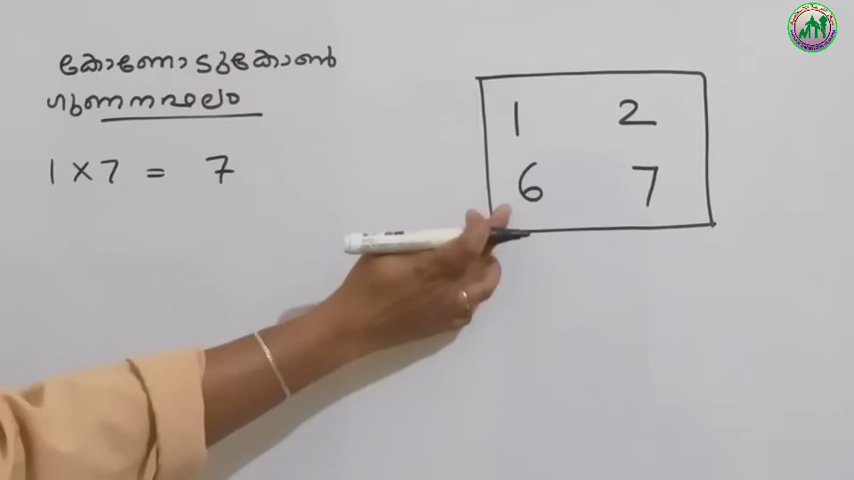 കോണോടുകോൺ
ഗുണനഫലം
1 × 7 = 7
1 2
6 7